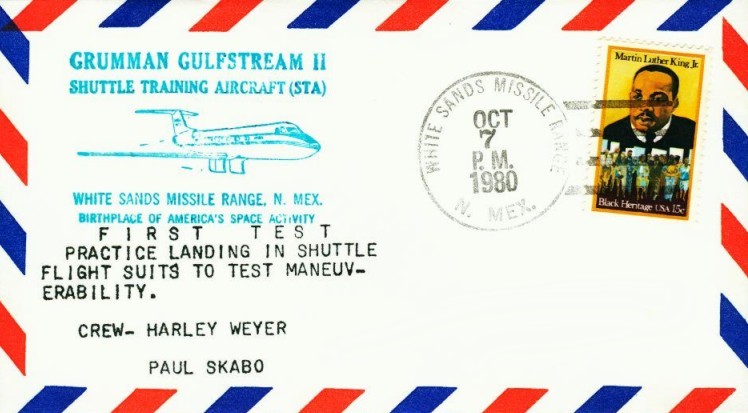 GRUMMAN GULFSTREAM II
SHUTTLE TRAINING AIRCRAFT (STA)
WHITE SANDS MISSILE RANGE, N. MEX.
BIRTHPLACE OF AMERICA'S SPACE ACTIVITY
FIRST TEST
PRACTICE LANDING IN SHUTTLE
FLIGHT SUITS TO TEST MANEUV-
ERABILITY.
CREW- HARLEY WEYER
PAUL SKABO
WHITE SANDS MISSILE RANGE
OCT
7
P.M.
1980
N. MEX.
Martin Luther King Jr.
Black Heritage USA 15c